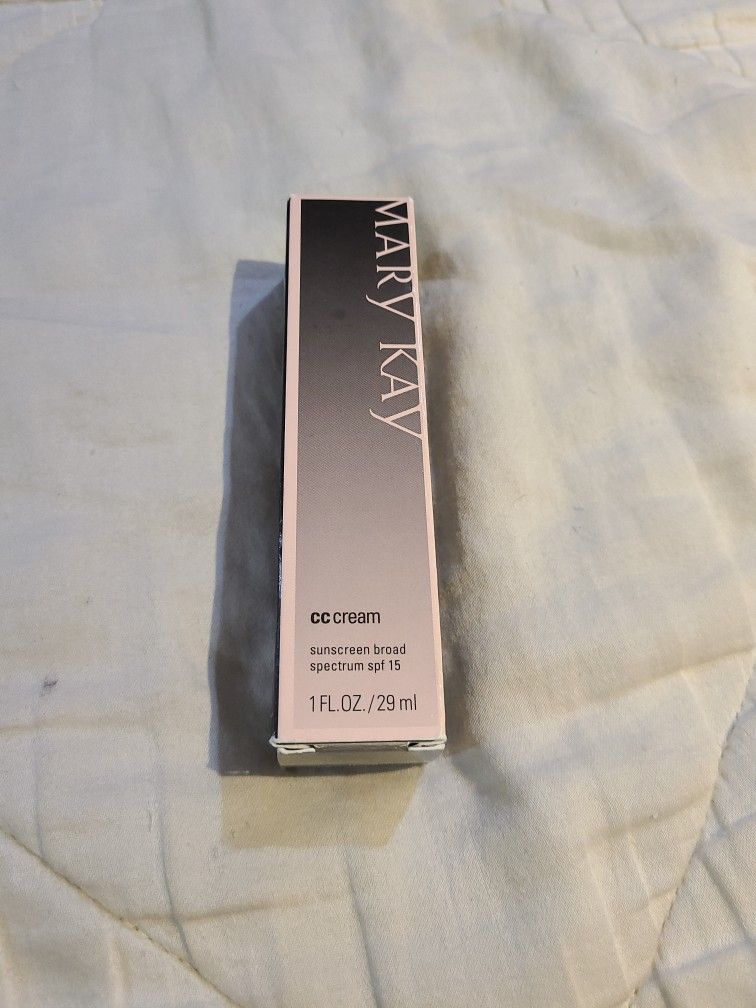 MARY KAY
cc cream
sunscreen broad
spectrum spf 15
1 FL.OZ./29 ml